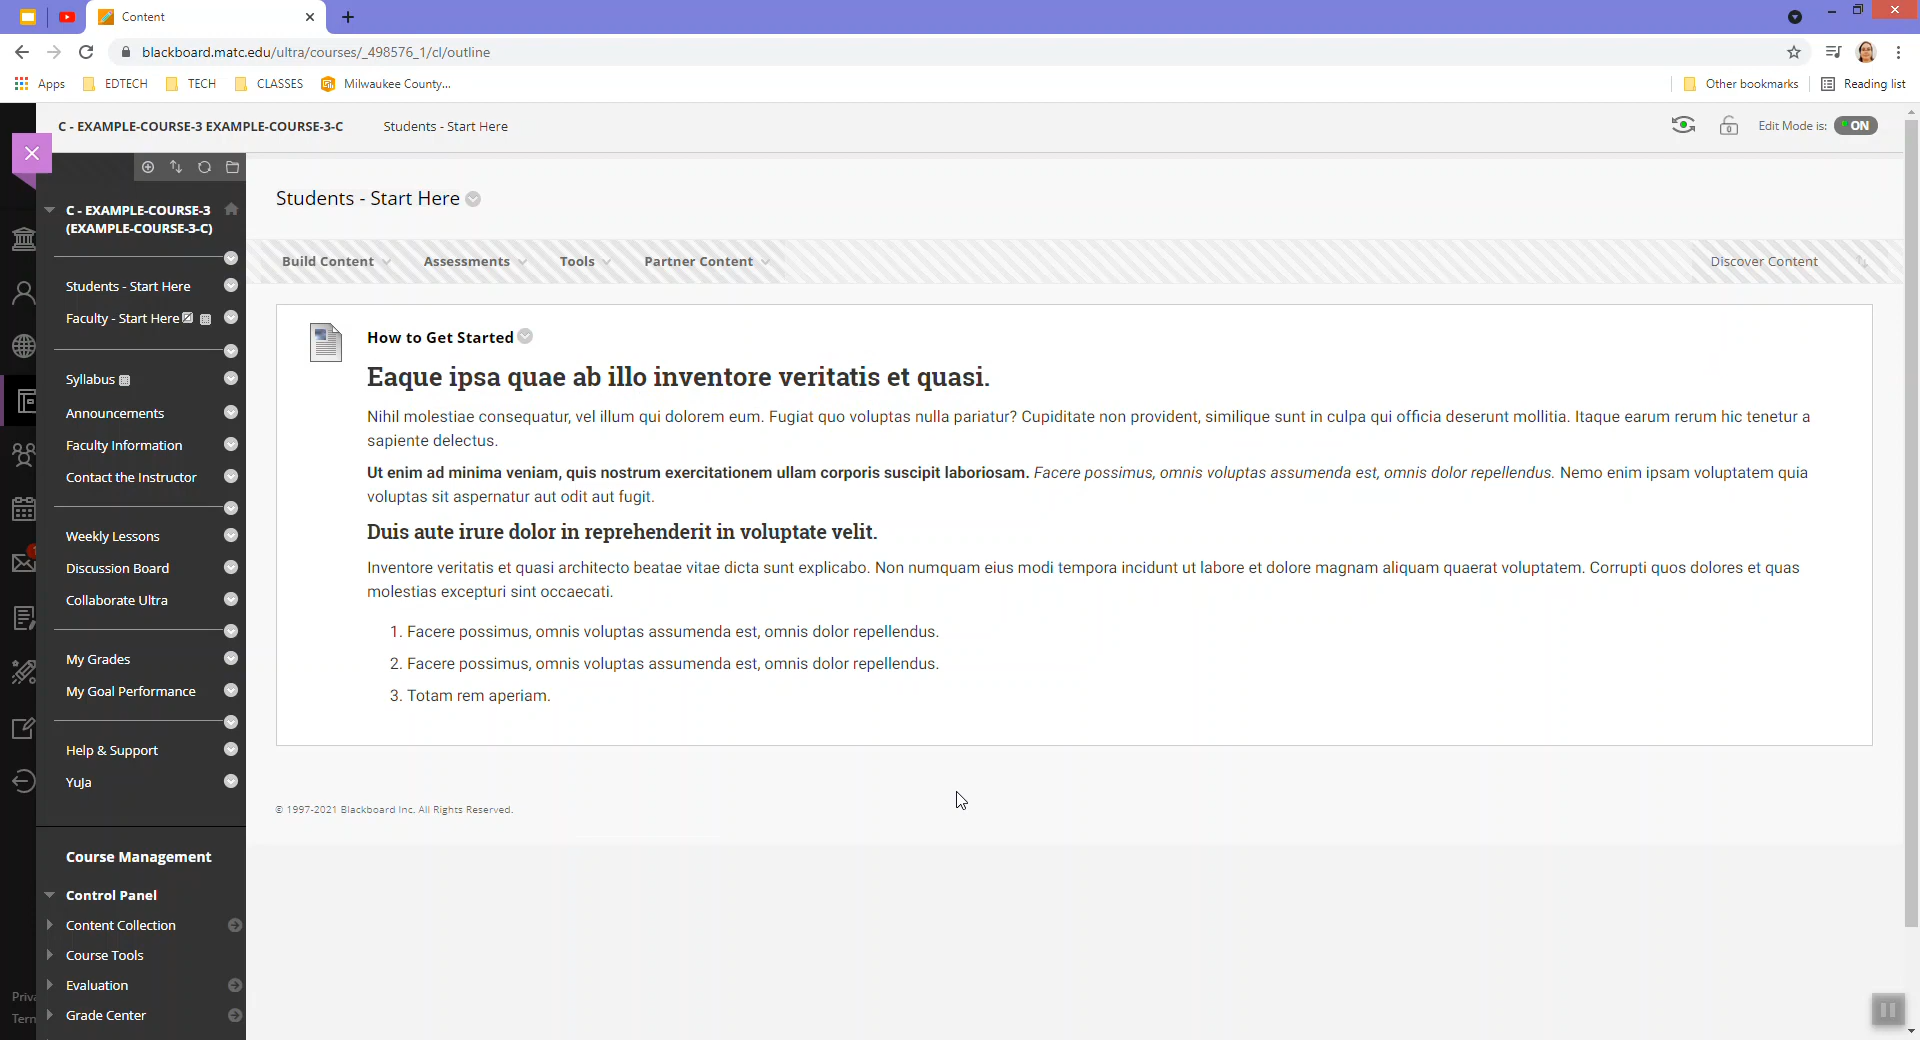 Content
blackboard.matc.edu/ultra/courses/_498576_1/cl/outline
Apps EDTECH TECH CLASSES Milwaukee County... Other bookmarks Reading list
C - EXAMPLE-COURSE-3 EXAMPLE-COURSE-3-C Students - Start Here Edit Mode is: ON
C - EXAMPLE-COURSE-3
(EXAMPLE-COURSE-3-C)
Students - Start Here
Faculty - Start Here
Syllabus
Announcements
Faculty Information
Contact the Instructor
Weekly Lessons
Discussion Board
Collaborate Ultra
My Grades
My Goal Performance
Help & Support
YuJa
Course Management
Control Panel
Content Collection
Course Tools
Evaluation
Grade Center
Priva
Term
1
Students - Start Here
Build Content Assessments Tools Partner Content Discover Content
How to Get Started
Eaque ipsa quae ab illo inventore veritatis et quasi.
Nihil molestiae consequatur, vel illum qui dolorem eum. Fugiat quo voluptas nulla pariatur? Cupiditate non provident, similique sunt in culpa qui officia deserunt mollitia. Itaque earum rerum hic tenetur a
sapiente delectus.
Ut enim ad minima veniam, quis nostrum exercitationem ullam corporis suscipit laboriosam. Facere possimus, omnis voluptas assumenda est, omnis dolor repellendus. Nemo enim ipsam voluptatem quia
voluptas sit aspernatur aut odit aut fugit.
Duis aute irure dolor in reprehenderit in voluptate velit.
Inventore veritatis et quasi architecto beatae vitae dicta sunt explicabo. Non numquam eius modi tempora incidunt ut labore et dolore magnam aliquam quaerat voluptatem. Corrupti quos dolores et quas
molestias excepturi sint occaecati.
1. Facere possimus, omnis voluptas assumenda est, omnis dolor repellendus.
2. Facere possimus, omnis voluptas assumenda est, omnis dolor repellendus.
3. Totam rem aperiam.
© 1997-2021 Blackboard Inc. All Rights Reserved.